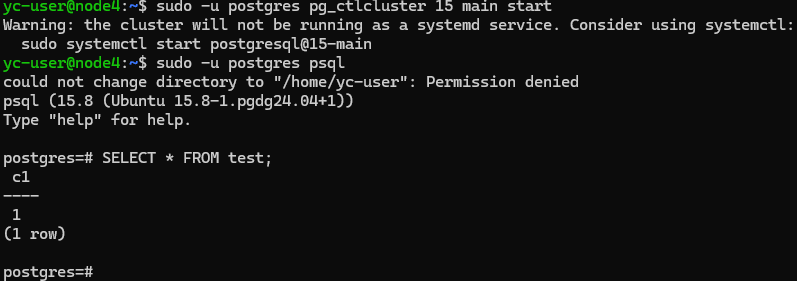 yc-user@node4:~$ sudo -u postgres pg_ctlcluster 15 main start
Warning: the cluster will not be running as a systemd service. Consider using systemctl:
  sudo systemctl start postgresql@15-main
yc-user@node4:~$ sudo -u postgres psql
could not change directory to "/home/yc-user": Permission denied
psql (15.8 (Ubuntu 15.8-1.pgdg24.04+1))
Type "help" for help.
postgres=# SELECT * FROM test;
 c1
----
 1
(1 row)
postgres=#